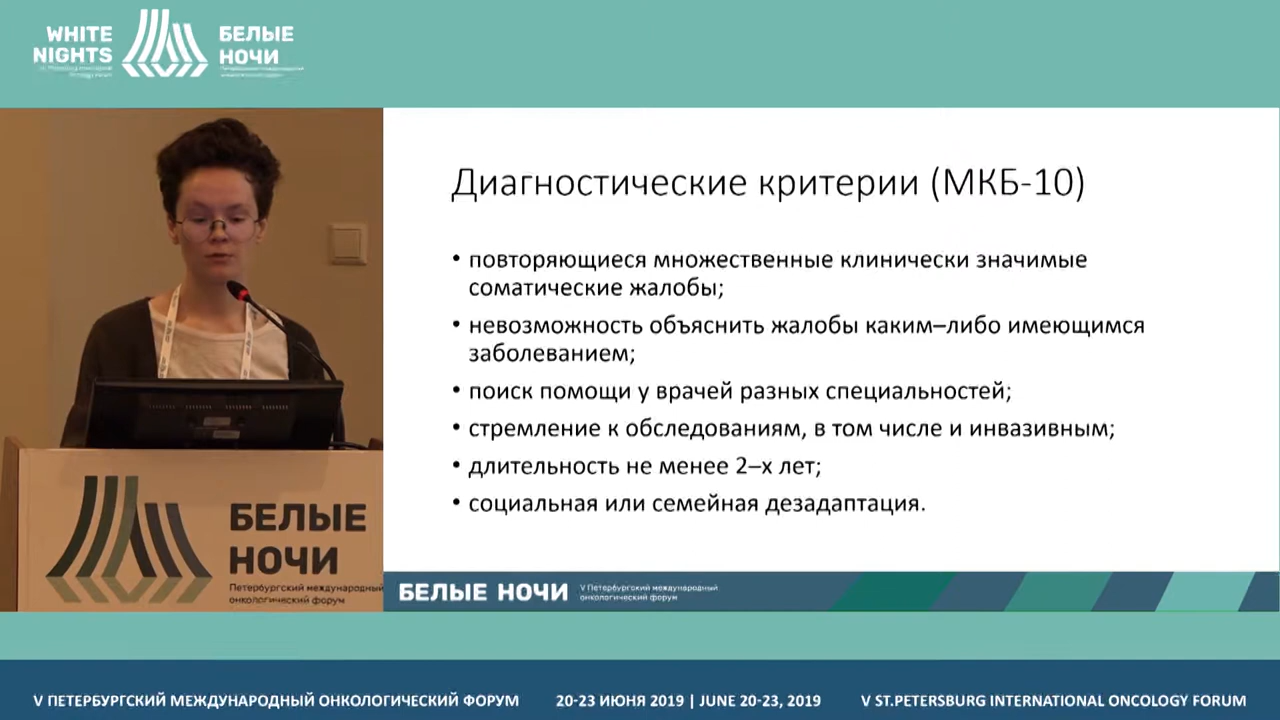 WHITE
NIGHTS
БЕЛЫЕ
НОЧИ
Диагностические критерии (МКБ-10)
• повторяющиеся множественные клинически значимые
соматические жалобы;
• невозможность объяснить жалобы каким–либо имеющимся
заболеванием;
• поиск помощи у врачей разных специальностей;
• стремление к обследованиям, в том числе и инвазивным;
• длительность не менее 2–х лет;
• социальная или семейная дезадаптация.
БЕЛЫЕ
НОЧИ
Петербургский международный
онкологический форум
БЕЛЫЕ НОЧИ
V Петербургский международный
онкологический форум
V ПЕТЕРБУРГСКИЙ МЕЖДУНАРОДНЫЙ ОНКОЛОГИЧЕСКИЙ ФОРУМ
20-23 ИЮНЯ 2019 | JUNE 20-23, 2019
V ST.PETERSBURG INTERNATIONAL ONCOLOGY FORUM